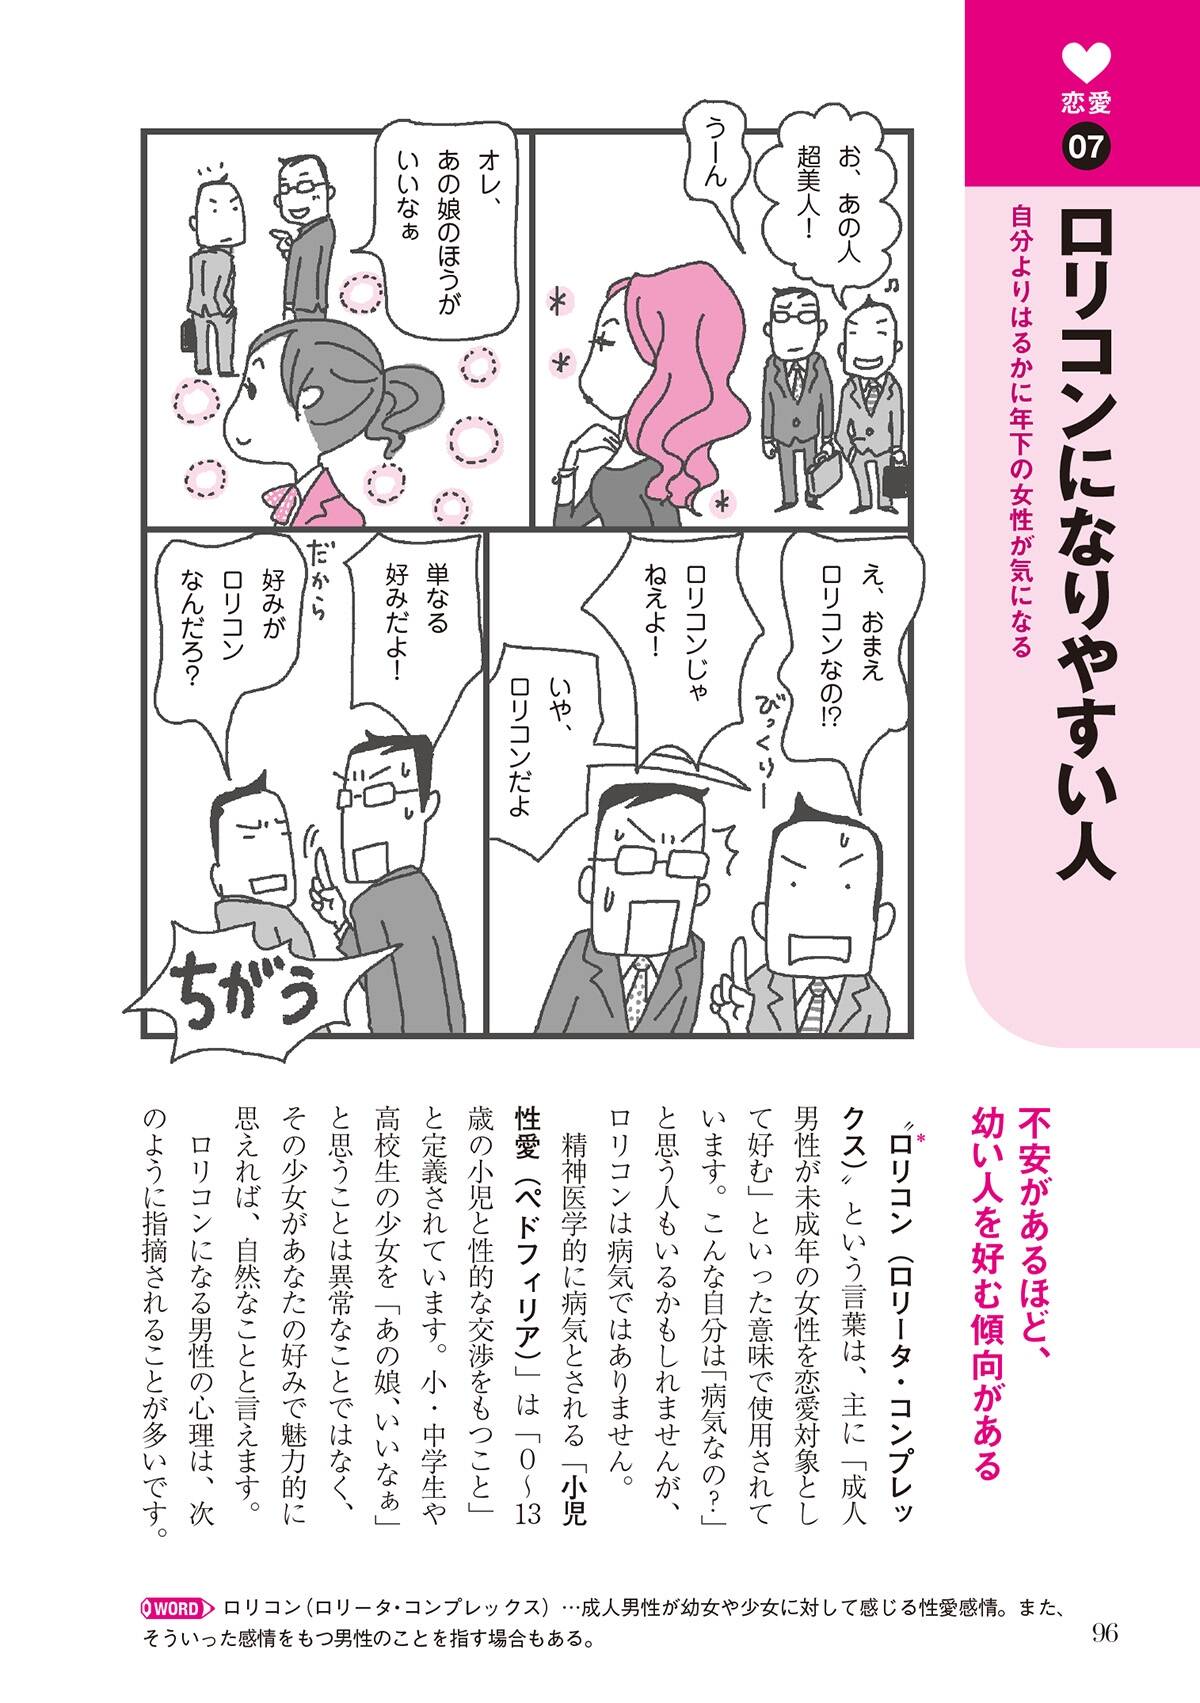 恋愛
07
ロリコンになりやすい人
自分よりはるかに年下の女性が気になる
お、あの人
超美人!
うーん
オレ、
あの娘のほうが
いいなぁ
え、おまえ
ロリコンなの!?
びっくりー
ロリコンじゃ
ねえよ!
いや、
ロリコンだよ
単なる
好みだよ!
だから
好みが
ロリコン
なんだろ?
ちがう
不安があるほど、
幼い人を好む傾向がある
〝ロリコン(ロリータ・コンプレッ
*
クス)〟という言葉は、主に「成人
男性が未成年の女性を恋愛対象とし
て好む」といった意味で使用されて
います。こんな自分は「病気なの?」
と思う人もいるかもしれませんが、
ロリコンは病気ではありません。
精神医学的に病気とされる「小児
性愛(ペドフィリア)」は「0〜13
歳の小児と性的な交渉をもつこと」
と定義されています。小・中学生や
高校生の少女を「あの娘、いいなぁ」
と思うことは異常なことではなく、
その少女があなたの好みで魅力的に
思えれば、自然なことと言えます。
ロリコンになる男性の心理は、次
のように指摘されることが多いです。
WORD ロリコン(ロリータ・コンプレックス)…成人男性が幼女や少女に対して感じる性愛感情。また、
そういった感情をもつ男性のことを指す場合もある。
96